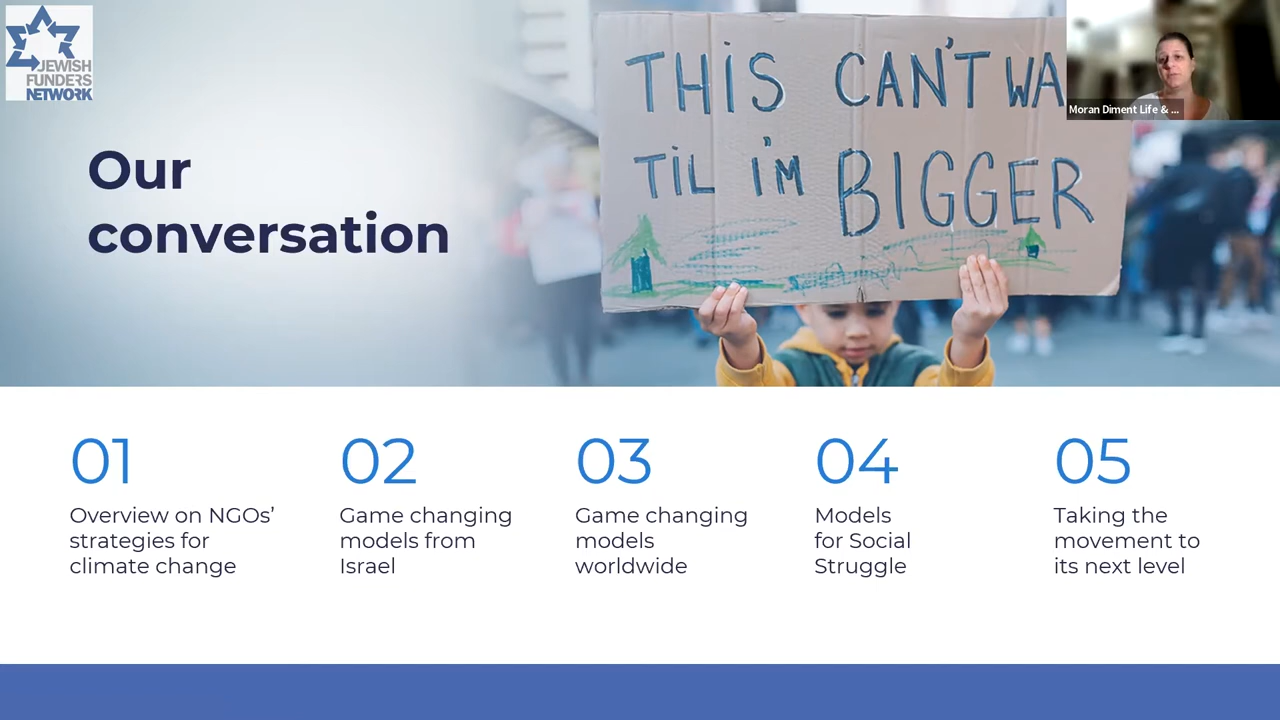 JEWISH
FUNDERS
NETWORK
Our
conversation
THIS CAN'T WA
TIL I'M BIGGER
Moran Diment Life & ...
01
Overview on NGOs’
strategies for
climate change
02
Game changing
models from
Israel
03
Game changing
models
worldwide
04
Models
for Social
Struggle
05
Taking the
movement to
its next level